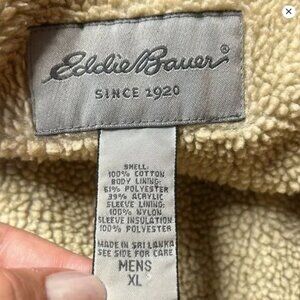 Eddie Bauer®
SINCE 1920
SHELL:
100% COTTON
BODY LINING:
61% POLYESTER
39% ACRYLIC
SLEEVE LINING:
100% NYLON
SLEEVE INSULATION
100% POLYESTER
MADE IN SRI LANKA
SEE SIDE FOR CARE
MENS
XL